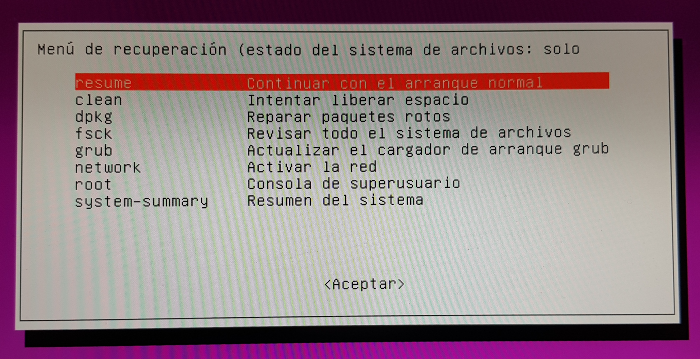 Menú de recuperación (estado del sistema de archivos: solo
resume Continuar con el arranque normal
clean Intentar liberar espacio
dpkg Reparar paquetes rotos
fsck Revisar todo el sistema de archivos
grub Actualizar el cargador de arranque grub
network Activar la red
root Consola de superusuario
system-summary Resumen del sistema
<Aceptar>